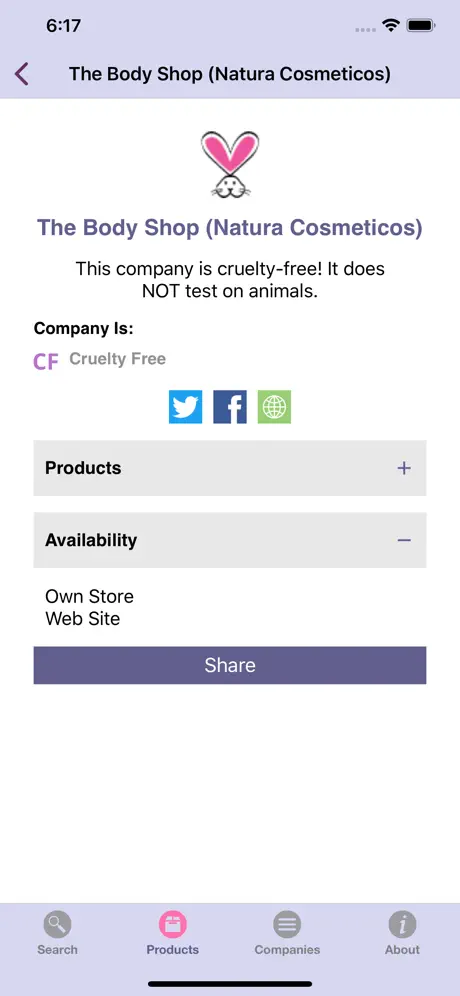 6:17
The Body Shop (Natura Cosmeticos)
The Body Shop (Natura Cosmeticos)
This company is cruelty-free! It does
NOT test on animals.
Company Is:
CF Cruelty Free
Products
Availability
Own Store
Web Site
Share
Search
Products
Companies
About